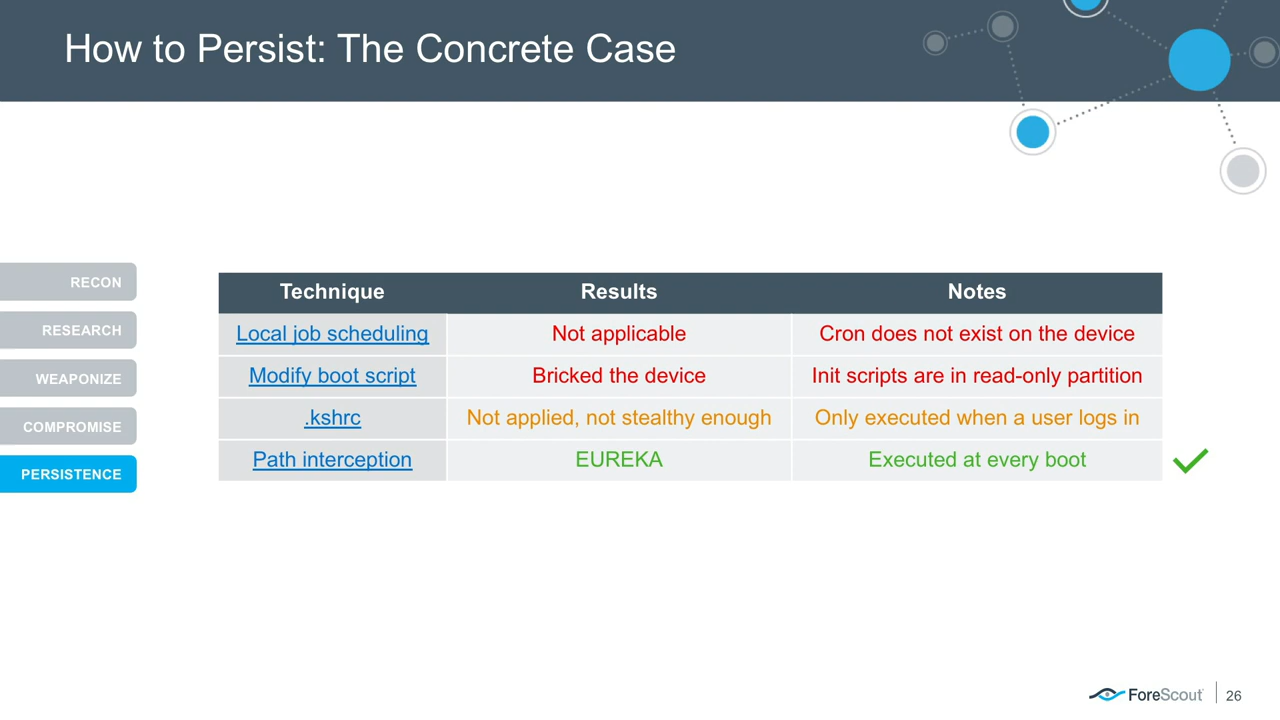 How to Persist: The Concrete Case
RECON
RESEARCH
WEAPONIZE
COMPROMISE
PERSISTENCE
Technique Results Notes
Local job scheduling Not applicable Cron does not exist on the device
Modify boot script Bricked the device Init scripts are in read-only partition
.kshrc Not applied, not stealthy enough Only executed when a user logs in
Path interception EUREKA Executed at every boot
ForeScout 26